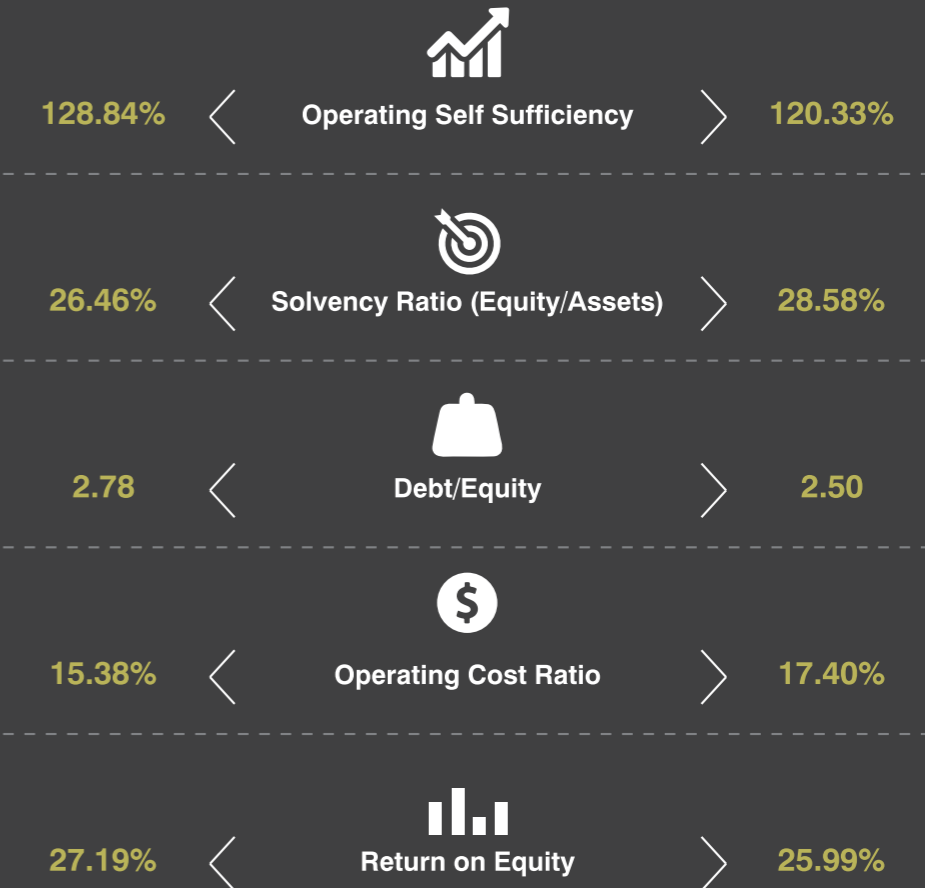 128.84% Operating Self Sufficiency 120.33%
26.46% Solvency Ratio (Equity/Assets) 28.58%
2.78 Debt/Equity 2.50
$
15.38% Operating Cost Ratio 17.40%
27.19% Return on Equity 25.99%